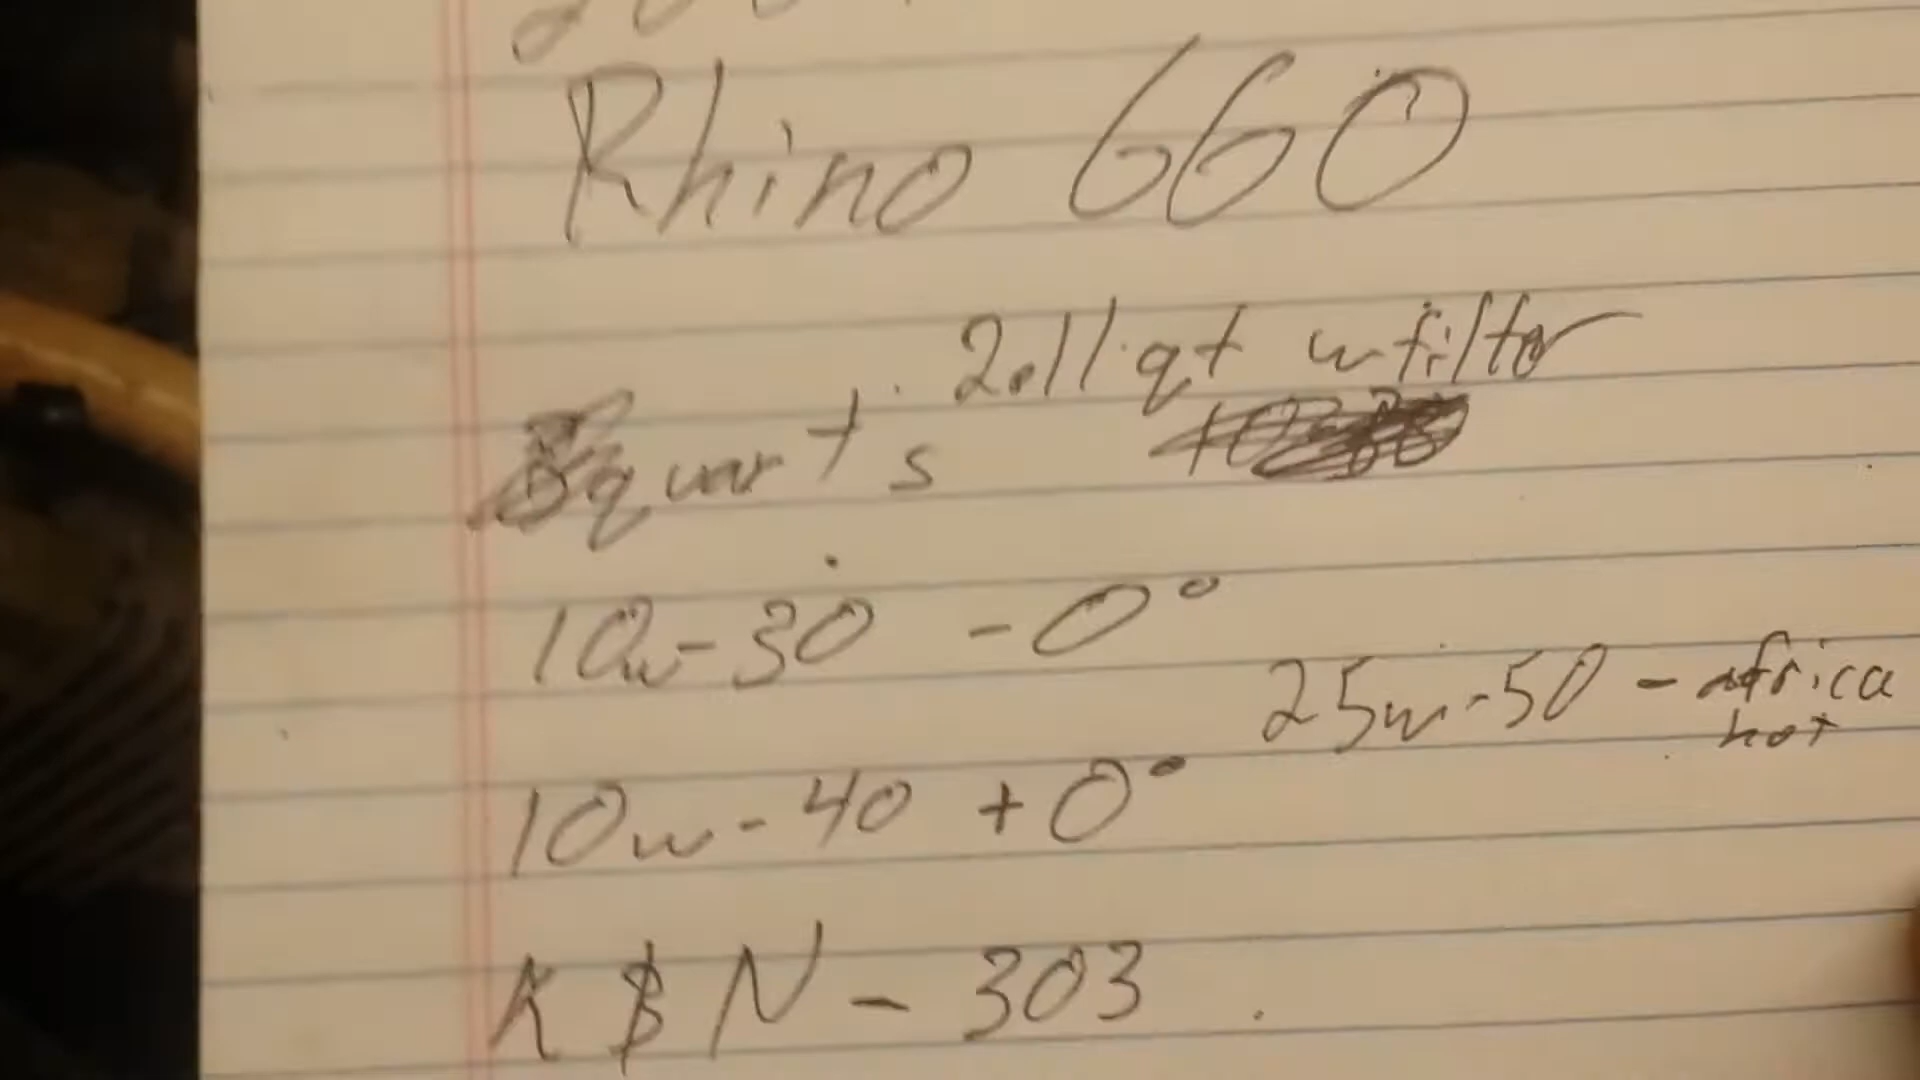 Rhino 660
2.11 qt w filter
quarts
10w-30 -0°
25w-50 - africa
hot
10w-40 +0°
K$N-303